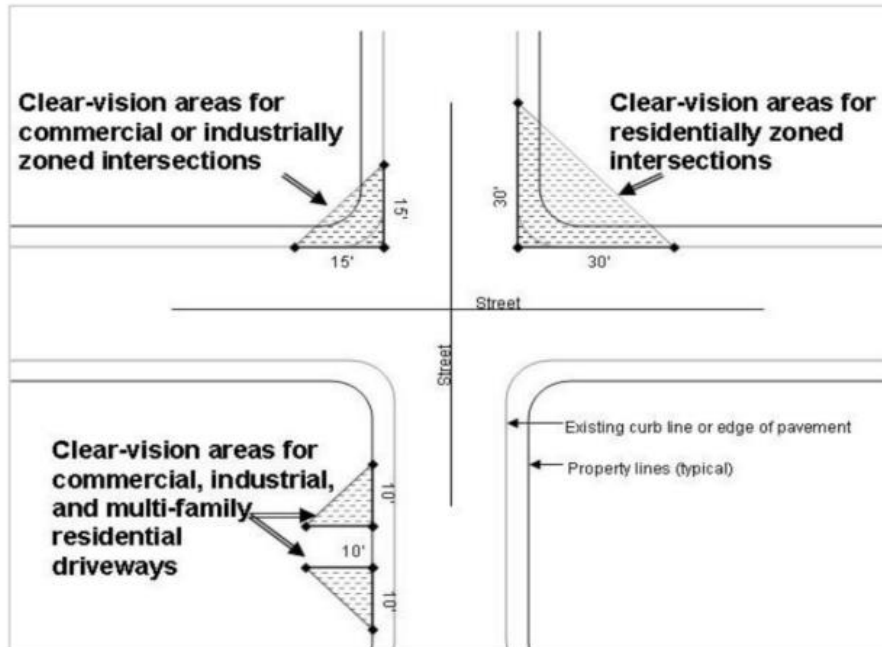 Clear-vision areas for
commercial or industrially
zoned intersections
15'
15'
Clear-vision areas for
residentially zoned
intersections
30'
30'
Street
Street
Existing curb line or edge of pavement
Property lines (typical)
Clear-vision areas for
commercial, industrial,
and multi-family
residential
driveways
10'
10'
10'